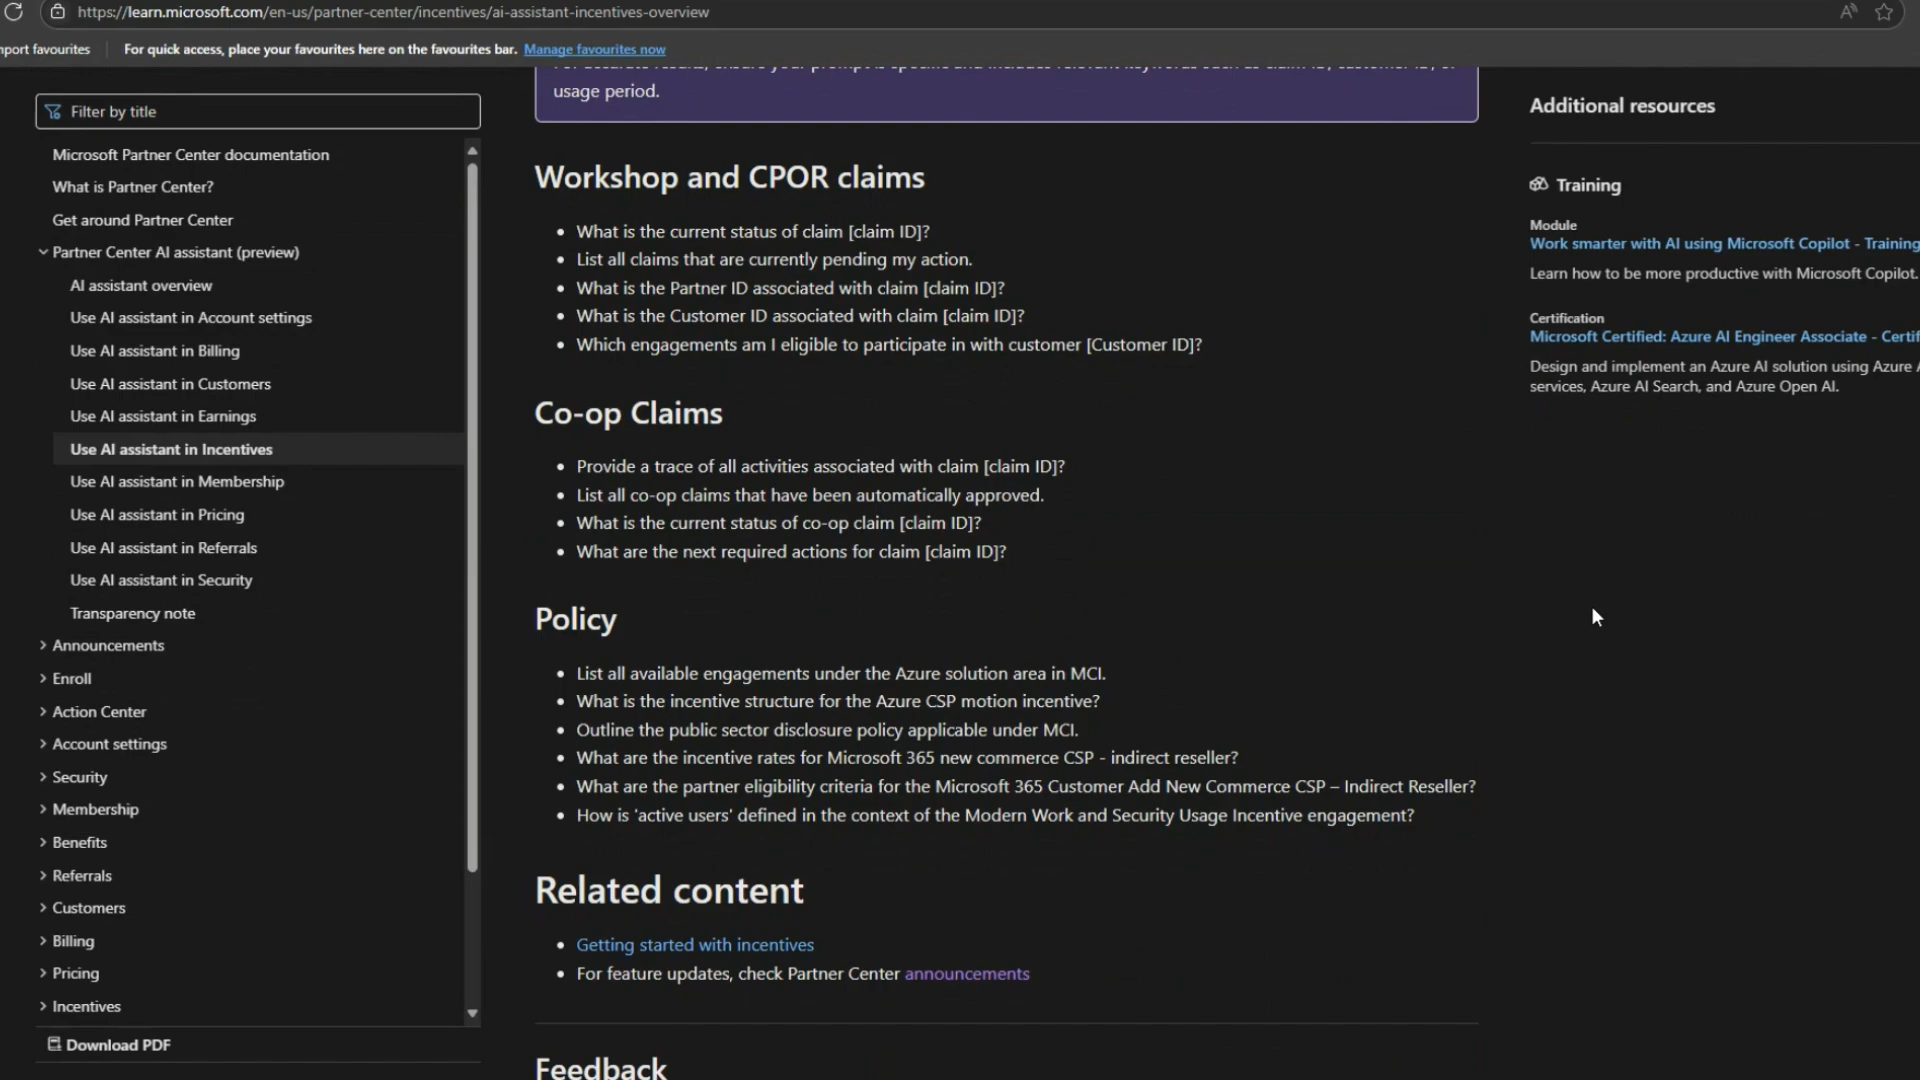 https://learn.microsoft.com/en-us/partner-center/incentives/ai-assistant-incentives-overview
port favourites
For quick access, place your favourites here on the favourites bar. Manage favourites now
Filter by title
Microsoft Partner Center documentation
What is Partner Center?
Get around Partner Center
Partner Center AI assistant (preview)
AI assistant overview
Use AI assistant in Account settings
Use AI assistant in Billing
Use AI assistant in Customers
Use AI assistant in Earnings
Use AI assistant in Incentives
Use AI assistant in Membership
Use AI assistant in Pricing
Use AI assistant in Referrals
Use AI assistant in Security
Transparency note
Announcements
Enroll
Action Center
Account settings
Security
Membership
Benefits
Referrals
Customers
Billing
Pricing
Incentives
Download PDF
usage period.
Workshop and CPOR claims
• What is the current status of claim [claim ID]?
• List all claims that are currently pending my action.
• What is the Partner ID associated with claim [claim ID]?
• What is the Customer ID associated with claim [claim ID]?
• Which engagements am I eligible to participate in with customer [Customer ID]?
Co-op Claims
• Provide a trace of all activities associated with claim [claim ID]?
• List all co-op claims that have been automatically approved.
• What is the current status of co-op claim [claim ID]?
• What are the next required actions for claim [claim ID]?
Policy
• List all available engagements under the Azure solution area in MCI.
• What is the incentive structure for the Azure CSP motion incentive?
• Outline the public sector disclosure policy applicable under MCI.
• What are the incentive rates for Microsoft 365 new commerce CSP - indirect reseller?
• What are the partner eligibility criteria for the Microsoft 365 Customer Add New Commerce CSP – Indirect Reseller?
• How is 'active users' defined in the context of the Modern Work and Security Usage Incentive engagement?
Related content
• Getting started with incentives
• For feature updates, check Partner Center announcements
Feedback
Additional resources
Training
Module
Work smarter with AI using Microsoft Copilot - Training
Learn how to be more productive with Microsoft Copilot.
Certification
Microsoft Certified: Azure AI Engineer Associate - Certif
Design and implement an Azure AI solution using Azure
services, Azure AI Search, and Azure Open AI.